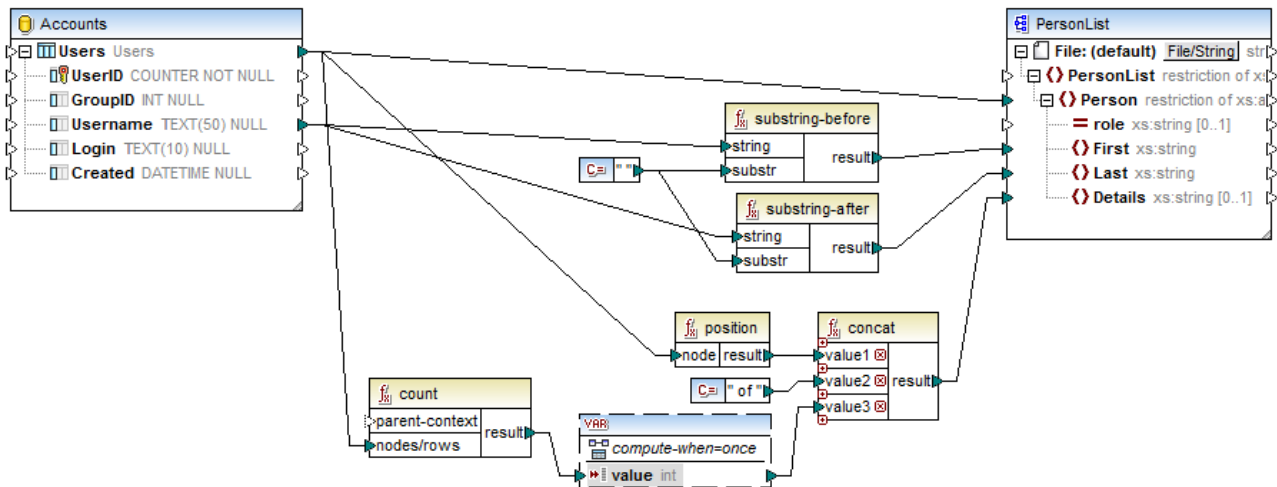 Accounts
Users Users
UserID COUNTER NOT NULL
GroupID INT NULL
Username TEXT(50) NULL
Login TEXT(10) NULL
Created DATETIME NULL
substring-before
string
substr
result
C= " "
substring-after
string
substr
result
position
node result
C= " of "
concat
value1
value2
value3
result
count
parent-context
nodes/rows
result
VAR
compute-when=once
value int
PersonList
File: (default) File/String str
PersonList restriction of xs
Person restriction of xs:a
role xs:string [0..1]
First xs:string
Last xs:string
Details xs:string [0..1]